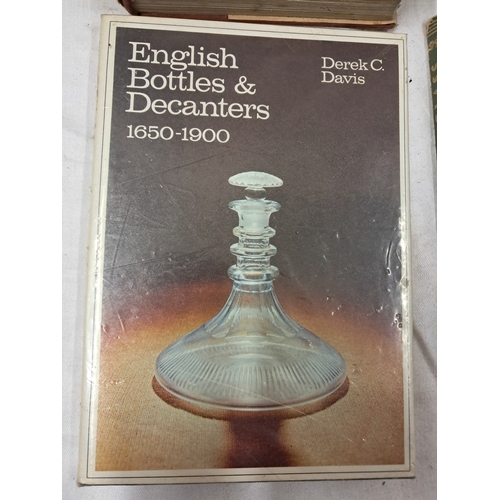 English
Bottles &
Decanters
1650-1900
Derek C.
Davis